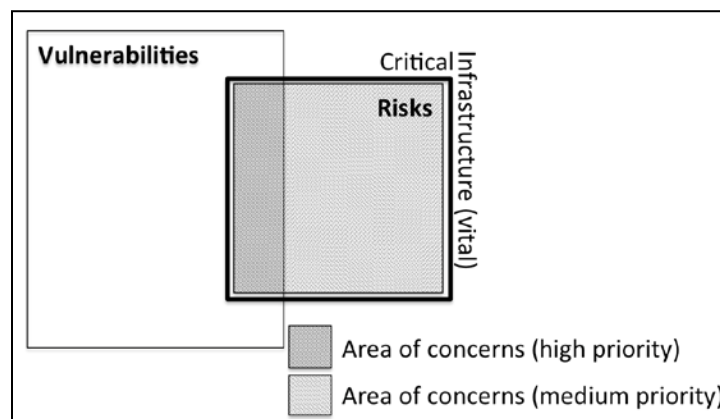 Vulnerabilities
Critical
Infrastructure (vital)
Risks
Area of concerns (high priority)
Area of concerns (medium priority)